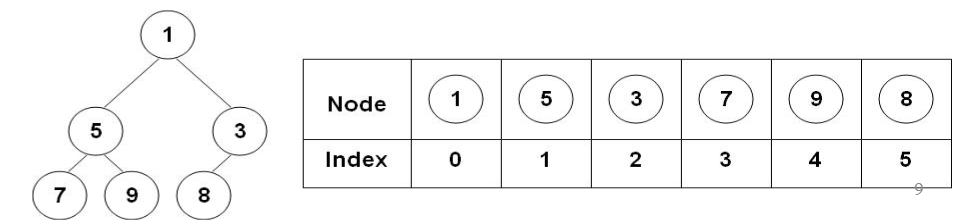 1
5 3
7 9 8
Node 1 5 3 7 9 8
Index 0 1 2 3 4 5
9